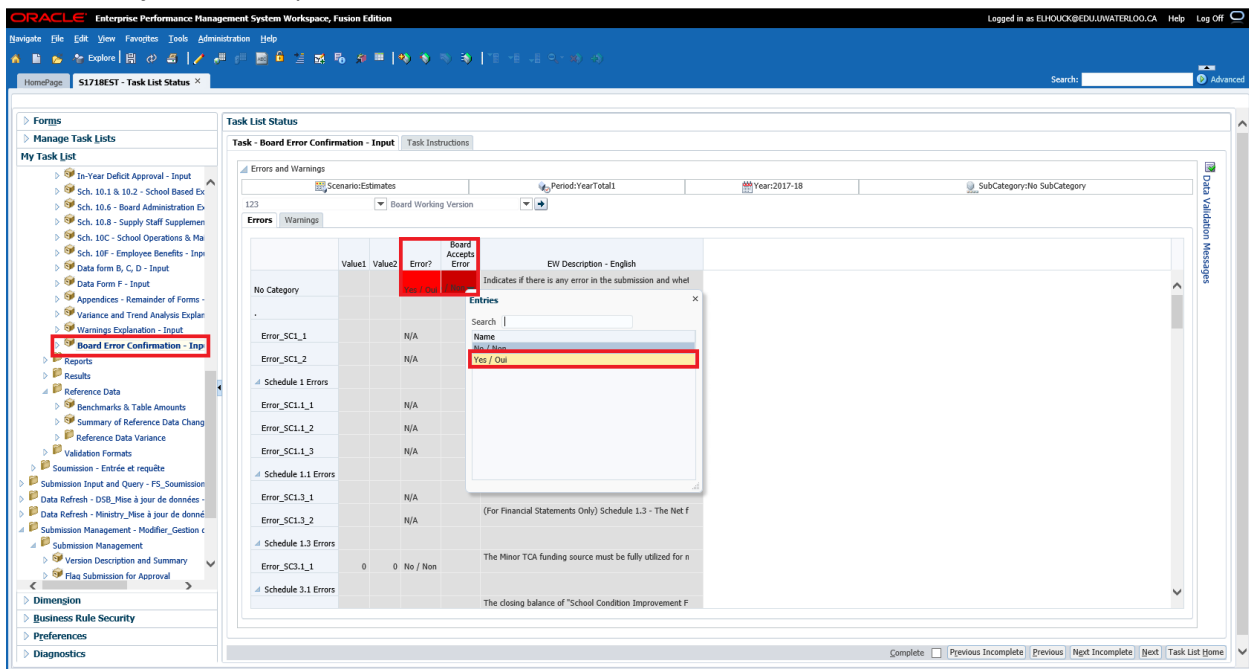 ORACLE Enterprise Performance Management System Workspace, Fusion Edition
Logged in as ELHOUCK@EDU.UWATERLOO.CA Help Log Off
Navigate File Edit View Favorites Tools Administration Help
Explore
HomePage S1718EST - Task List Status ×
Search: Advanced
Forms
Manage Task Lists
My Task List
In-Year Deficit Approval - Input
Sch. 10.1 & 10.2 - School Based Ex
Sch. 10.6 - Board Administration Ex
Sch. 10.8 - Supply Staff Supplemen
Sch. 10C - School Operations & Mai
Sch. 10F - Employee Benefits - Inpu
Data form B, C, D - Input
Data Form F - Input
Appendices - Remainder of Forms -
Variance and Trend Analysis Explan
Warnings Explanation - Input
Board Error Confirmation - Inpu
Reports
Results
Reference Data
Benchmarks & Table Amounts
Summary of Reference Data Chang
Reference Data Variance
Validation Formats
Soumission - Entrée et requête
Submission Input and Query - FS_Soumission
Data Refresh - DSB_Mise à jour de données -
Data Refresh - Ministry_Mise à jour de donné
Submission Management - Modifier_Gestion d
Submission Management
Version Description and Summary
Flag Submission for Approval
Dimension
Business Rule Security
Preferences
Diagnostics
Task List Status
Task - Board Error Confirmation - Input Task Instructions
Errors and Warnings
Scenario:Estimates Period:YearTotal1 Year:2017-18 SubCategory:No SubCategory
123 Board Working Version
Errors Warnings
Value1 Value2 Error? Board Accepts Error EW Description - English
No Category Yes / Oui Indicates if there is any error in the submission and whet
.
Error_SC1_1 N/A
Error_SC1_2 N/A
Schedule 1 Errors
Error_SC1.1_1 N/A
Error_SC1.1_2 N/A
Error_SC1.1_3 N/A
Schedule 1.1 Errors
Error_SC1.3_1 N/A
Error_SC1.3_2 N/A (For Financial Statements Only) Schedule 1.3 - The Net f
Schedule 1.3 Errors
Error_SC3.1_1 0 0 No / Non The Minor TCA funding source must be fully utilized for n
Schedule 3.1 Errors
The closing balance of "School Condition Improvement F
Entries ×
Search
Name
No / Non
Yes / Oui
Data Validation Messages
Complete Previous Incomplete Previous Next Incomplete Next Task List Home